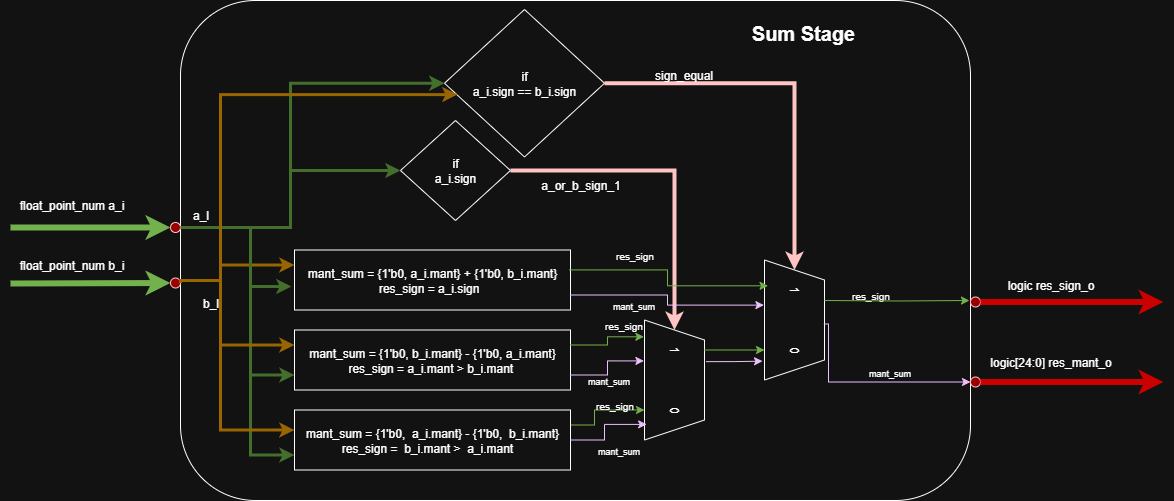 Sum Stage
if
a_i.sign == b_i.sign
sign_equal
if
a_i.sign
a_or_b_sign_1
float_point_num a_i
a_I
float_point_num b_i
b_I
mant_sum = {1'b0, a_i.mant} + {1'b0, b_i.mant}
res_sign = a_i.sign
res_sign
mant_sum
mant_sum = {1'b0, b_i.mant} - {1'b0, a_i.mant}
res_sign = a_i.mant > b_i.mant
res_sign
mant_sum
mant_sum = {1'b0, a_i.mant} - {1'b0, b_i.mant}
res_sign = b_i.mant > a_i.mant
res_sign
mant_sum
1
0
1
0
res_sign
mant_sum
logic res_sign_o
logic[24:0] res_mant_o